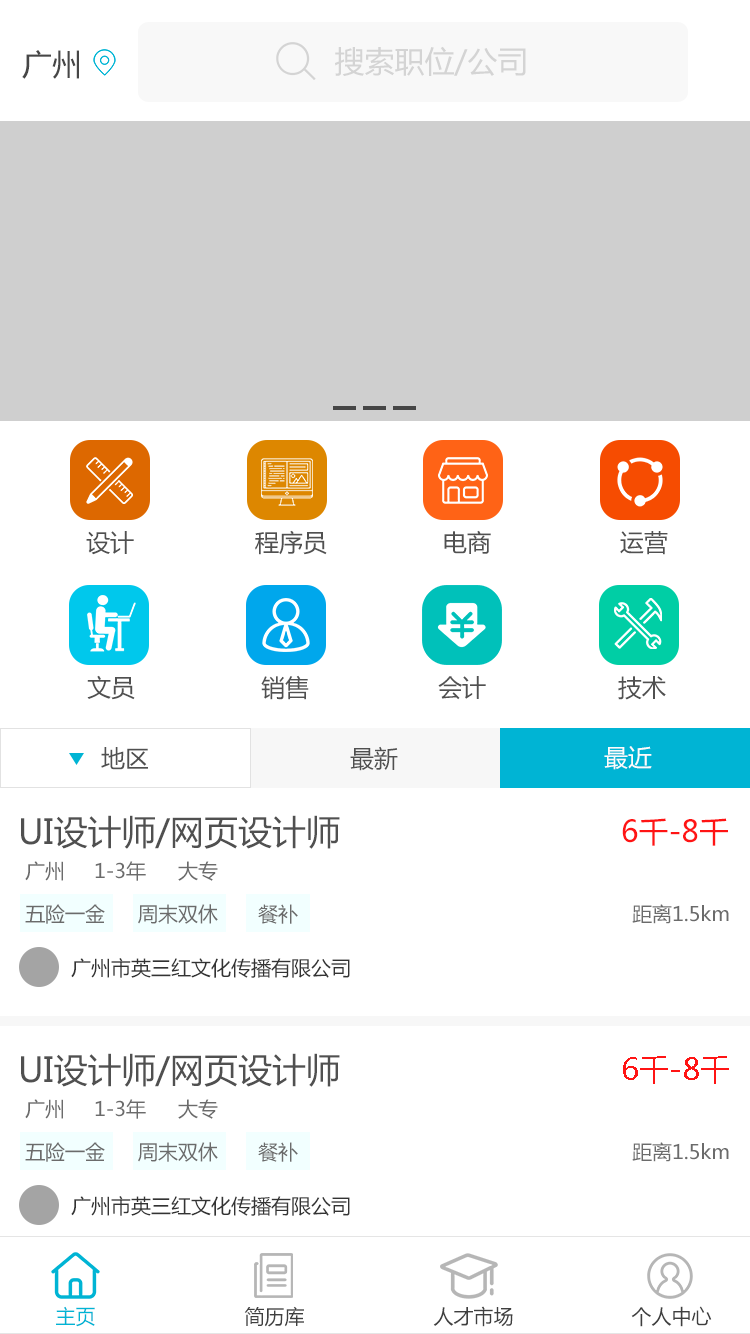 广州 搜索职位/公司
设计 程序员 电商 运营
文员 销售 会计 技术
地区 最新 最近
UI设计师/网页设计师 6千-8千
广州 1-3年 大专
五险一金 周末双休 餐补 距离1.5km
广州市英三红文化传播有限公司
UI设计师/网页设计师 6千-8千
广州 1-3年 大专
五险一金 周末双休 餐补 距离1.5km
广州市英三红文化传播有限公司
主页 简历库 人才市场 个人中心